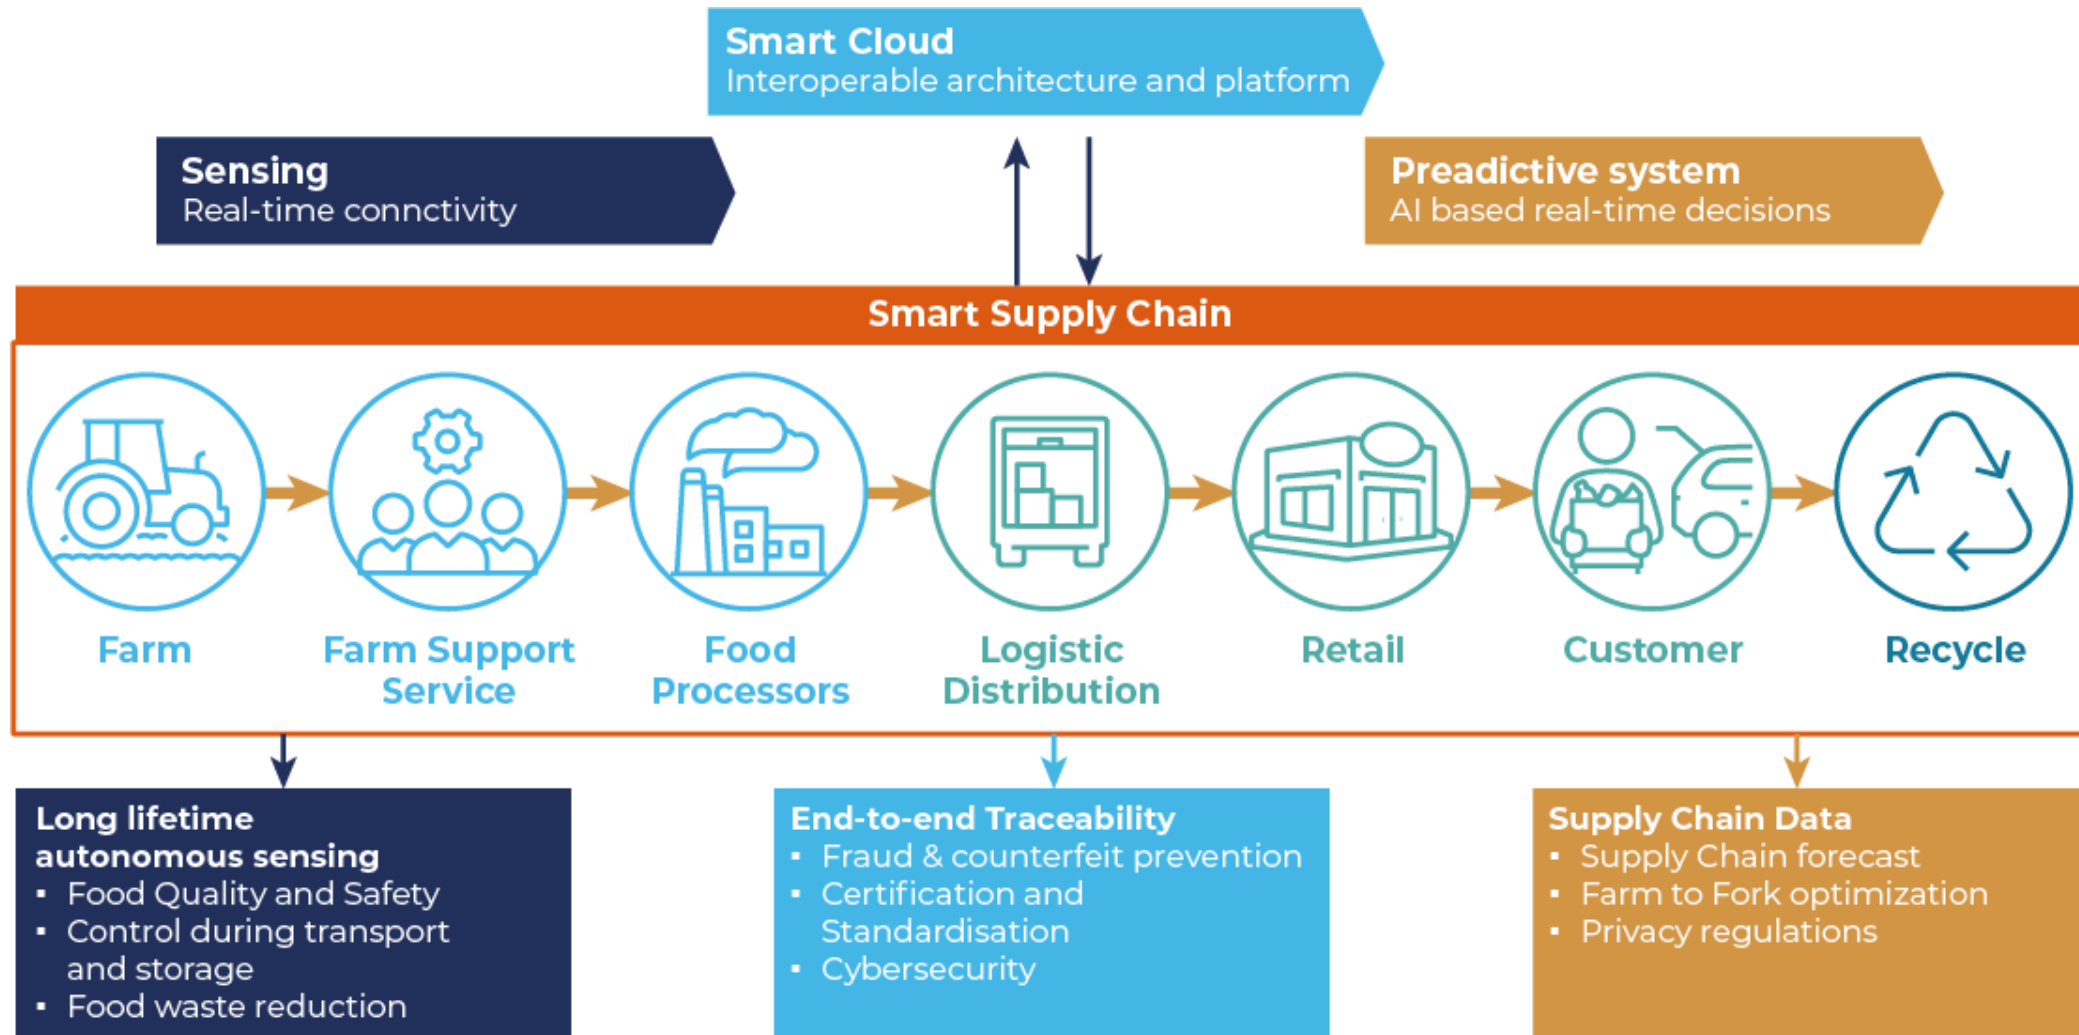 Smart Cloud
Interoperable architecture and platform
Sensing
Real-time connctivity
Preadictive system
AI based real-time decisions
Smart Supply Chain
Farm
Farm Support
Service
Food
Processors
Logistic
Distribution
Retail
Customer
Recycle
Long lifetime
autonomous sensing
▪ Food Quality and Safety
▪ Control during transport
and storage
▪ Food waste reduction
End-to-end Traceability
▪ Fraud & counterfeit prevention
▪ Certification and
Standardisation
▪ Cybersecurity
Supply Chain Data
▪ Supply Chain forecast
▪ Farm to Fork optimization
▪ Privacy regulations